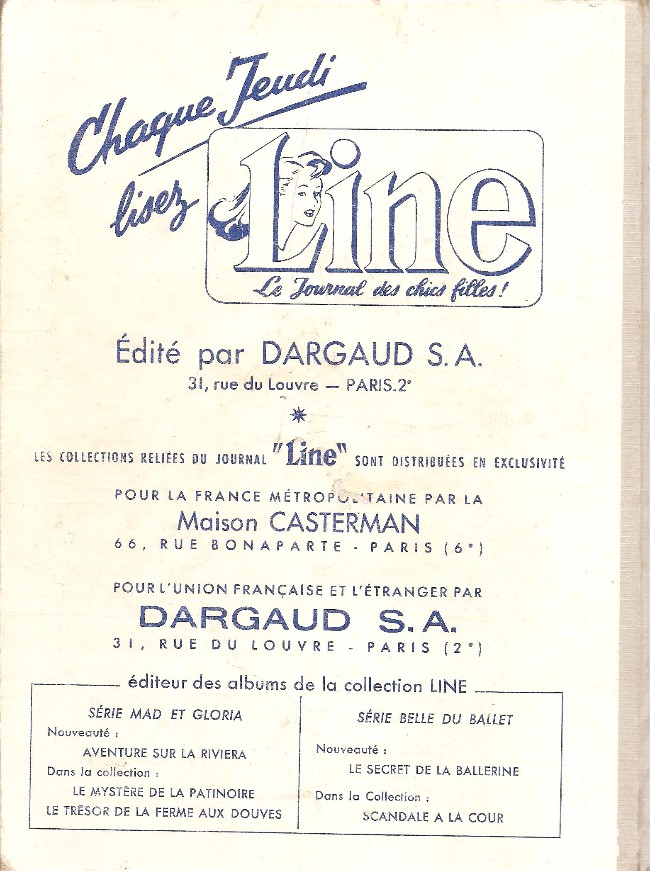 Chaque Jeudi
lisez
Line
Le Journal des chics filles!
Édité par DARGAUD S.A.
31, rue du Louvre — PARIS-2e
LES COLLECTIONS RELIÉES DU JOURNAL "Line" SONT DISTRIBUÉES EN EXCLUSIVITÉ
POUR LA FRANCE MÉTROPOLITAINE PAR LA
Maison CASTERMAN
66, RUE BONAPARTE - PARIS (6e)
POUR L'UNION FRANÇAISE ET L'ÉTRANGER PAR
DARGAUD S.A.
31, RUE DU LOUVRE - PARIS (2e)
éditeur des albums de la collection LINE
SÉRIE MAD ET GLORIA
Nouveauté :
AVENTURE SUR LA RIVIERA
Dans la collection :
LE MYSTÈRE DE LA PATINOIRE
LE TRÉSOR DE LA FERME AUX DOUVES
SÉRIE BELLE DU BALLET
Nouveauté :
LE SECRET DE LA BALLERINE
Dans la Collection :
SCANDALE A LA COUR